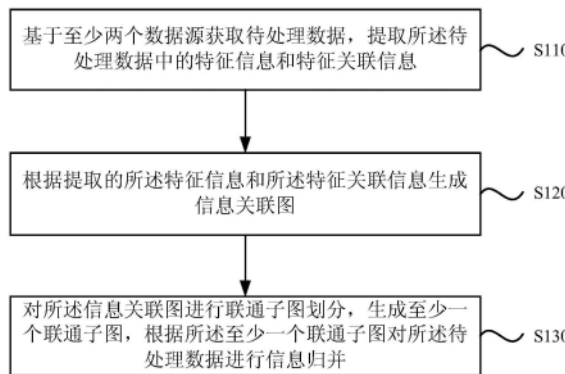 基于至少两个数据源获取待处理数据，提取所述待
处理数据中的特征信息和特征关联信息
S110
根据提取的所述特征信息和所述特征关联信息生成
信息关联图
S120
对所述信息关联图进行联通子图划分，生成至少一
个联通子图，根据所述至少一个联通子图对所述待
处理数据进行信息归并
S130